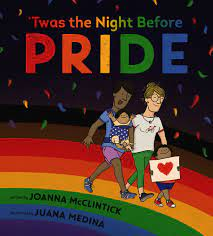 'Twas the Night Before
PRIDE
written by JOANNA McCLINTICK
illustrated by JUANA MEDINA